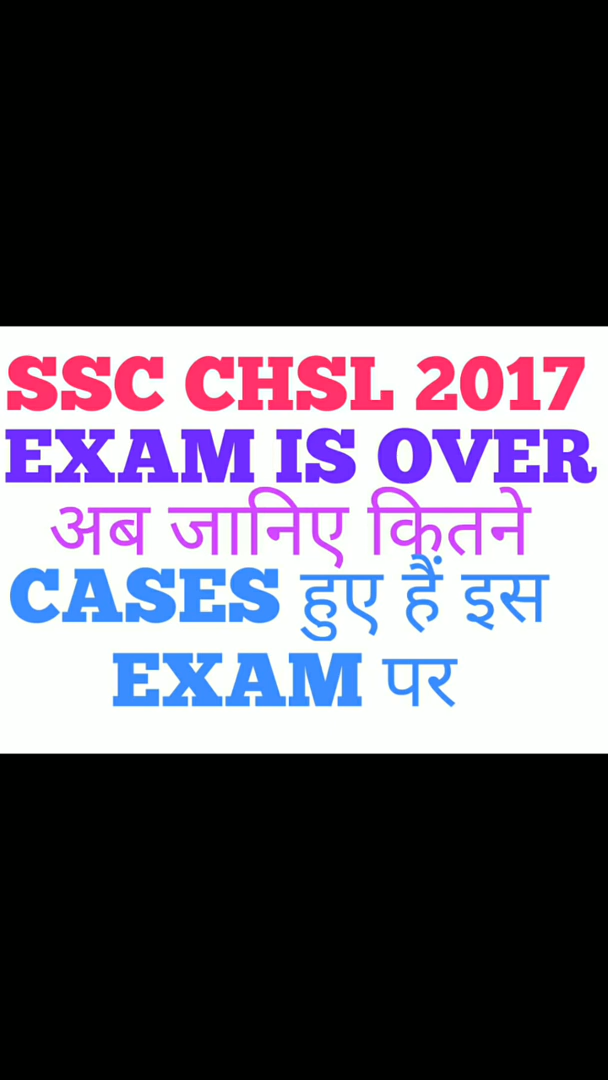 SSC CHSL 2017
EXAM IS OVER
अब जानिए कितने
CASES हुए हैं इस
EXAM पर